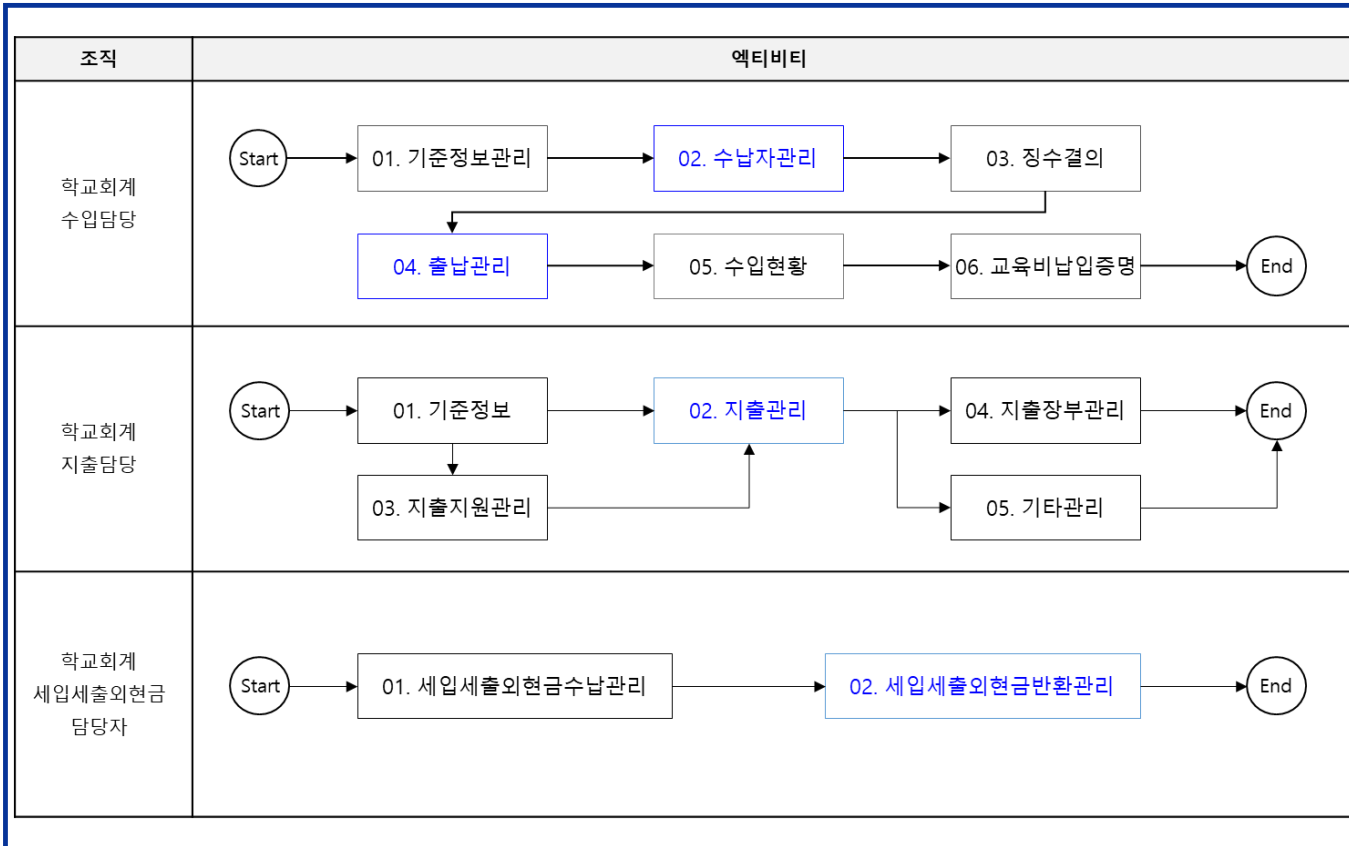 조직
엑티비티
학교회계
수입담당
Start
01. 기준정보관리
02. 수납자관리
03. 징수결의
04. 출납관리
05. 수입현황
06. 교육비납입증명
End
학교회계
지출담당
Start
01. 기준정보
02. 지출관리
04. 지출장부관리
End
03. 지출지원관리
05. 기타관리
학교회계
세입세출외현금
담당자
Start
01. 세입세출외현금수납관리
02. 세입세출외현금반환관리
End